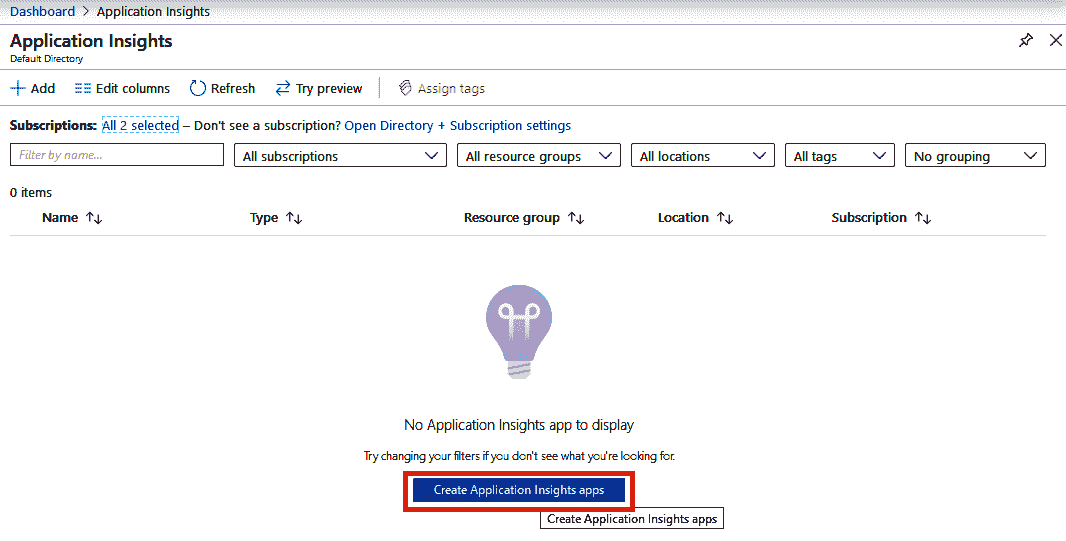 Dashboard > Application Insights
Application Insights
Default Directory
Add Edit columns Refresh Try preview Assign tags
Subscriptions: All 2 selected – Don't see a subscription? Open Directory + Subscription settings
Filter by name... All subscriptions All resource groups All locations All tags No grouping
0 items
Name Type Resource group Location Subscription
No Application Insights app to display
Try changing your filters if you don't see what you're looking for.
Create Application Insights apps
Create Application Insights apps